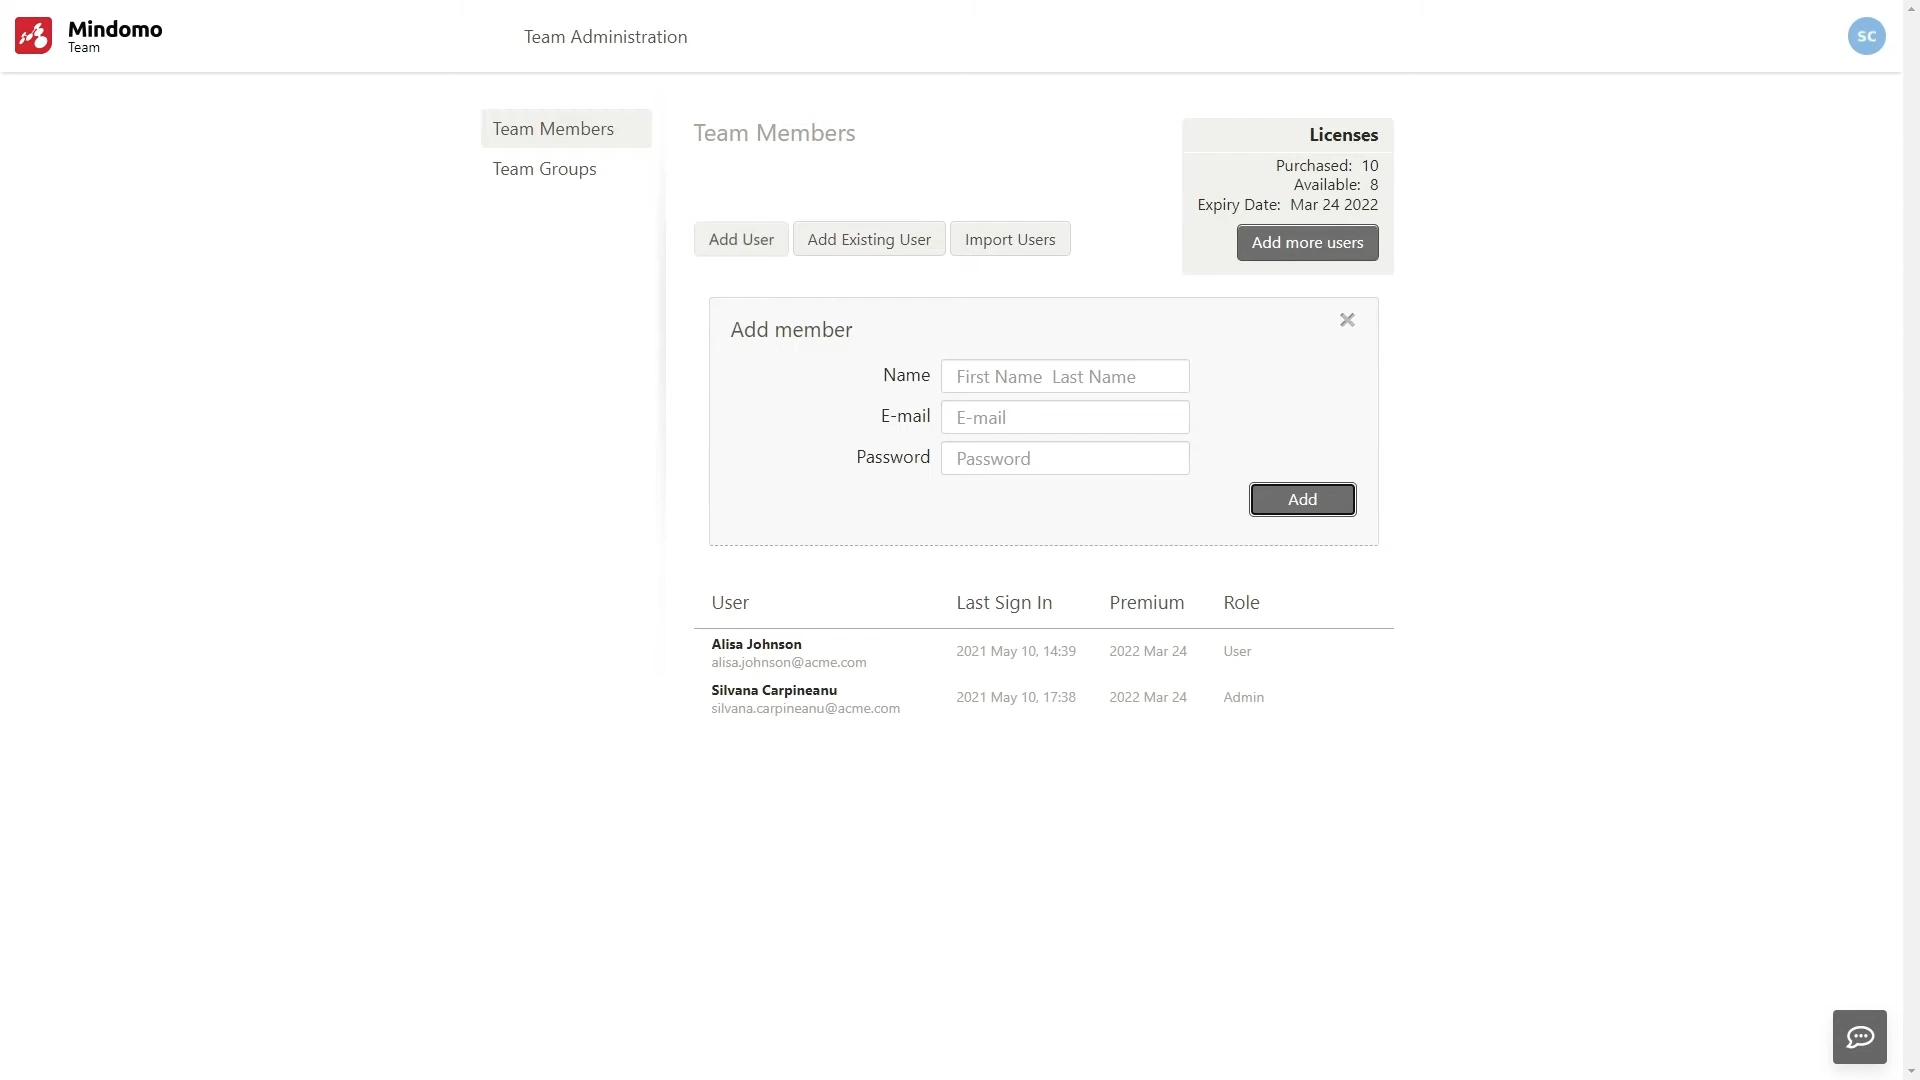 Mindomo
Team
Team Administration
SC
Team Members
Team Groups
Team Members
Licenses
Purchased: 10
Available: 8
Expiry Date: Mar 24 2022
Add more users
Add User
Add Existing User
Import Users
Add member
Name
First Name Last Name
E-mail
E-mail
Password
Password
Add
User Last Sign In Premium Role
Alisa Johnson
alisa.johnson@acme.com
2021 May 10, 14:39 2022 Mar 24 User
Silvana Carpineanu
silvana.carpineanu@acme.com
2021 May 10, 17:38 2022 Mar 24 Admin